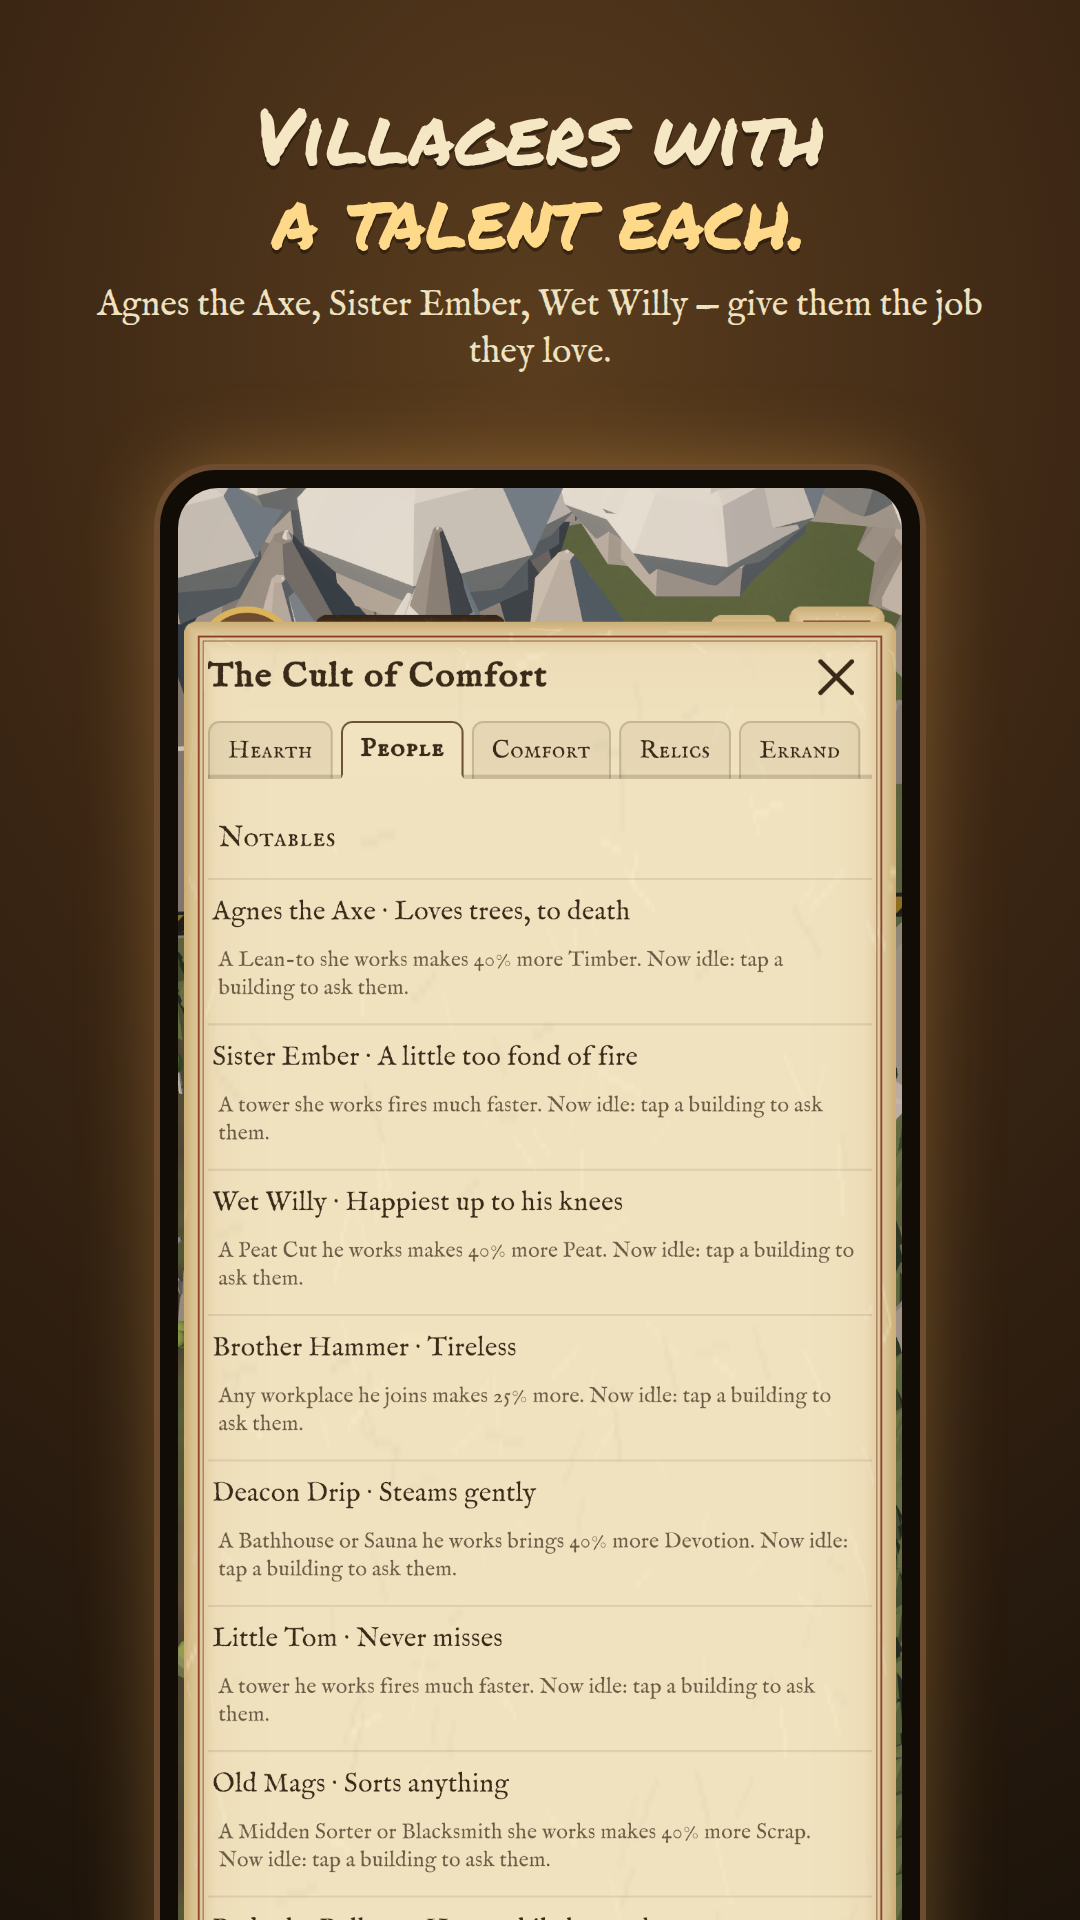 Villagers with
a talent each.
Agnes the Axe, Sister Ember, Wet Willy – give them the job
they love.
The Cult of Comfort
Hearth
People
Comfort
Relics
Errand
Notables
Agnes the Axe · Loves trees, to death
A Lean-to she works makes 40% more Timber. Now idle: tap a
building to ask them.
Sister Ember · A little too fond of fire
A tower she works fires much faster. Now idle: tap a building to ask
them.
Wet Willy · Happiest up to his knees
A Peat Cut he works makes 40% more Peat. Now idle: tap a building to
ask them.
Brother Hammer · Tireless
Any workplace he joins makes 25% more. Now idle: tap a building to
ask them.
Deacon Drip · Steams gently
A Bathhouse or Sauna he works brings 40% more Devotion. Now idle:
tap a building to ask them.
Little Tom · Never misses
A tower he works fires much faster. Now idle: tap a building to ask
them.
Old Mags · Sorts anything
A Midden Sorter or Blacksmith she works makes 40% more Scrap.
Now idle: tap a building to ask them.